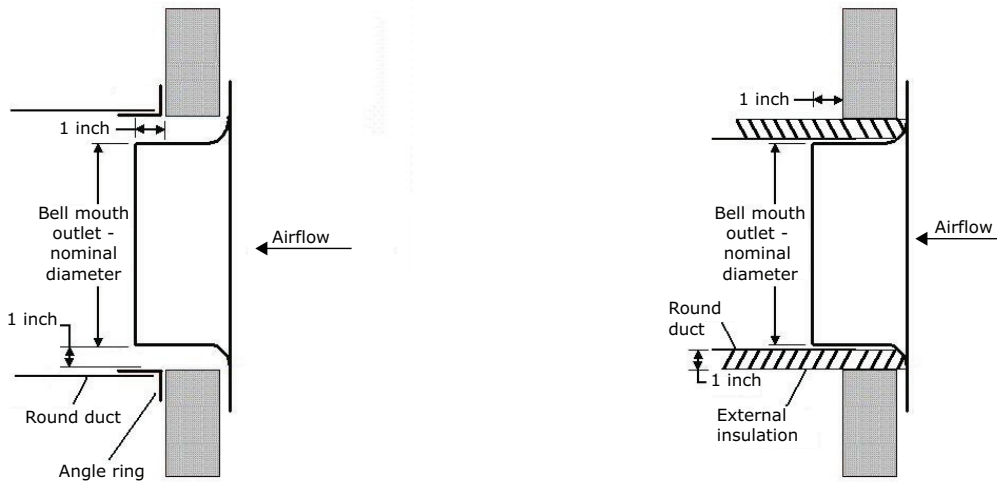 1 inch
Bell mouth
outlet -
nominal
diameter
Airflow
1 inch
Round duct
Angle ring
1 inch
Bell mouth
outlet -
nominal
diameter
Airflow
Round
duct
1 inch
External
insulation